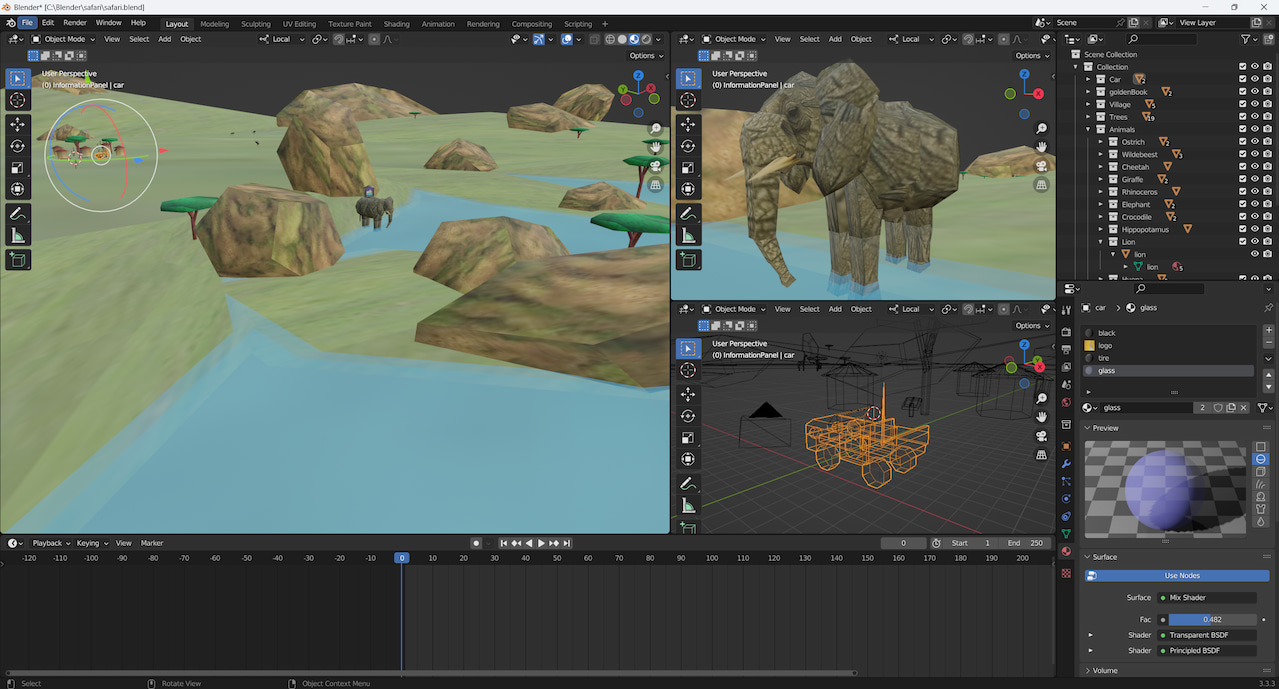 Blender* [C:\Blender\safari\safari.blend]
File Edit Render Window Help Layout Modeling Sculpting UV Editing Texture Paint Shading Animation Rendering Compositing Scripting + Scene View Layer
Object Mode View Select Add Object Local
Options
User Perspective
(0) InformationPanel | car
Z
Y
X
Object Mode View Select Add Object Local
Options
User Perspective
(0) InformationPanel | car
Z
X
Object Mode View Select Add Object Local
Options
User Perspective
(0) InformationPanel | car
Z
Y
X
Scene Collection
Collection
Car 2
goldenBook 2
Village 5
Trees 19
Animals
Ostrich 2
Wildebeest 3
Cheetah
Giraffe 2
Rhinoceros
Elephant 2
Crocodile 2
Hippopotamus
Lion
lion
lion 5
car > glass
black
logo
tire
glass
glass 2
Preview
Surface
Use Nodes
Surface Mix Shader
Fac 0.482
Shader Transparent BSDF
Shader Principled BSDF
Volume
Playback Keying View Marker 0 Start 1 End 250
-120 -110 -100 -90 -80 -70 -60 -50 -40 -30 -20 -10 0 10 20 30 40 50 60 70 80 90 100 110 120 130 140 150 160 170 180 190 200
Select Rotate View Object Context Menu 3.3.3